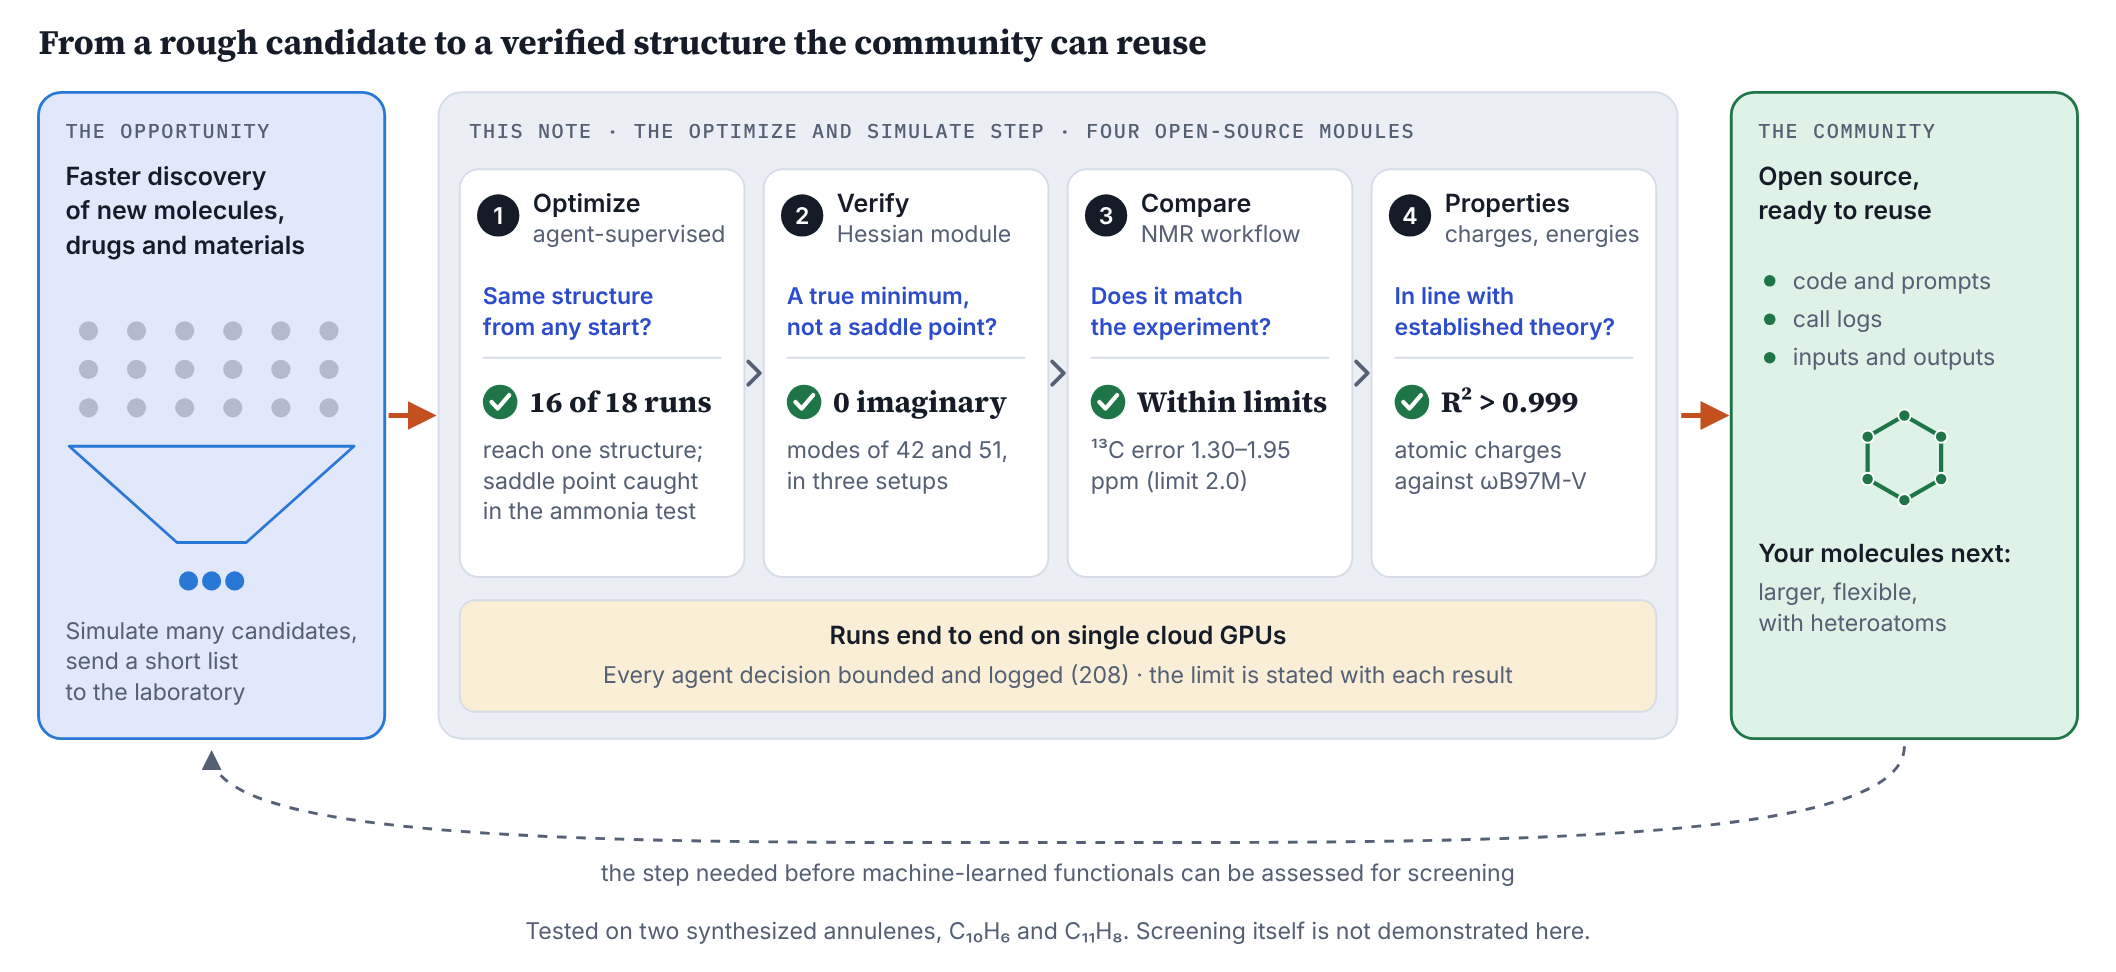 From a rough candidate to a verified structure the community can reuse
THE OPPORTUNITY
Faster discovery
of new molecules,
drugs and materials
Simulate many candidates,
send a short list
to the laboratory
THIS NOTE · THE OPTIMIZE AND SIMULATE STEP · FOUR OPEN-SOURCE MODULES
1
Optimize
agent-supervised
Same structure
from any start?
16 of 18 runs
reach one structure;
saddle point caught
in the ammonia test
2
Verify
Hessian module
A true minimum,
not a saddle point?
0 imaginary
modes of 42 and 51,
in three setups
3
Compare
NMR workflow
Does it match
the experiment?
Within limits
¹³C error 1.30–1.95
ppm (limit 2.0)
4
Properties
charges, energies
In line with
established theory?
R² > 0.999
atomic charges
against ωB97M-V
Runs end to end on single cloud GPUs
Every agent decision bounded and logged (208) · the limit is stated with each result
THE COMMUNITY
Open source,
ready to reuse
code and prompts
call logs
inputs and outputs
Your molecules next:
larger, flexible,
with heteroatoms
the step needed before machine-learned functionals can be assessed for screening
Tested on two synthesized annulenes, C₁₀H₆ and C₁₁H₈. Screening itself is not demonstrated here.